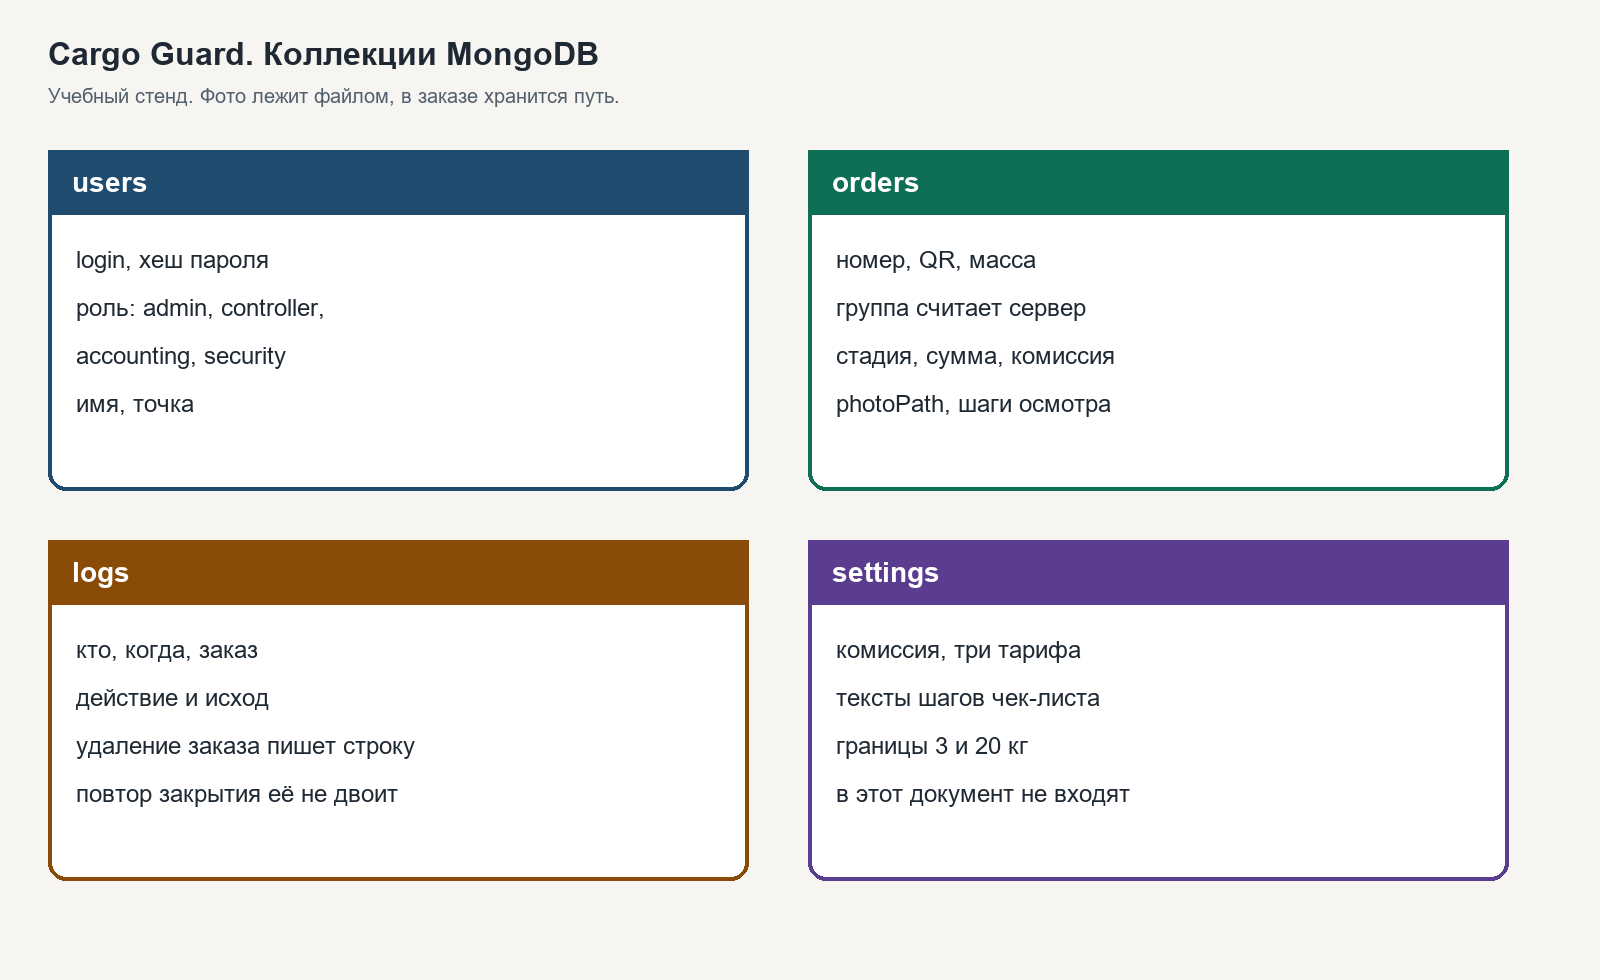 Cargo Guard. Коллекции MongoDB
Учебный стенд. Фото лежит файлом, в заказе хранится путь.
users
login, хеш пароля
роль: admin, controller,
accounting, security
имя, точка
orders
номер, QR, масса
группа считает сервер
стадия, сумма, комиссия
photoPath, шаги осмотра
logs
кто, когда, заказ
действие и исход
удаление заказа пишет строку
повтор закрытия её не двоит
settings
комиссия, три тарифа
тексты шагов чек-листа
границы 3 и 20 кг
в этот документ не входят